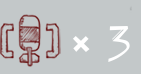 [ ] × 3